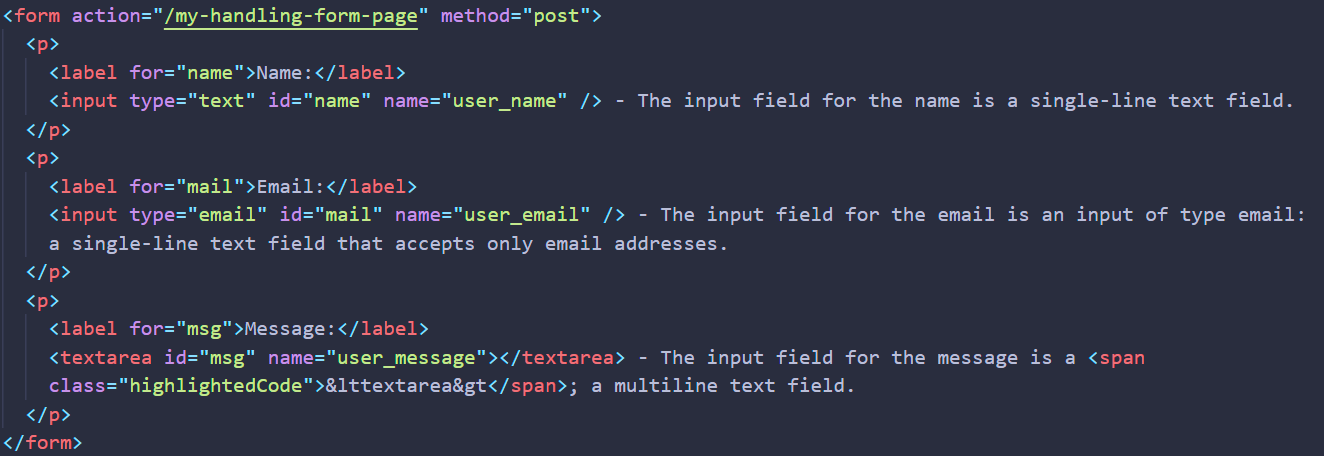 <form action="/my-handling-form-page" method="post">
  <p>
    <label for="name">Name:</label>
    <input type="text" id="name" name="user_name" /> - The input field for the name is a single-line text field.
  </p>
  <p>
    <label for="mail">Email:</label>
    <input type="email" id="mail" name="user_email" /> - The input field for the email is an input of type email:
    a single-line text field that accepts only email addresses.
  </p>
  <p>
    <label for="msg">Message:</label>
    <textarea id="msg" name="user_message"></textarea> - The input field for the message is a <span
    class="highlightedCode">&lttextarea&gt</span>; a multiline text field.
  </p>
</form>